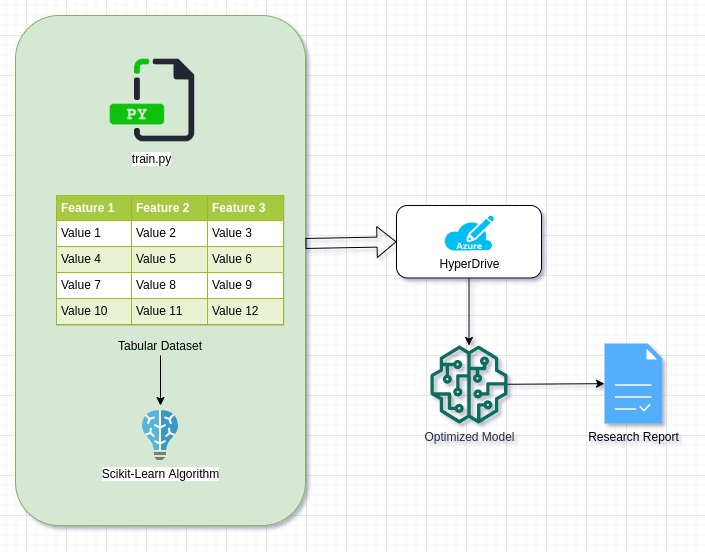 PY
train.py
Feature 1 Feature 2 Feature 3
Value 1 Value 2 Value 3
Value 4 Value 5 Value 6
Value 7 Value 8 Value 9
Value 10 Value 11 Value 12
Tabular Dataset
Scikit-Learn Algorithm
Azure
HyperDrive
Optimized Model
Research Report